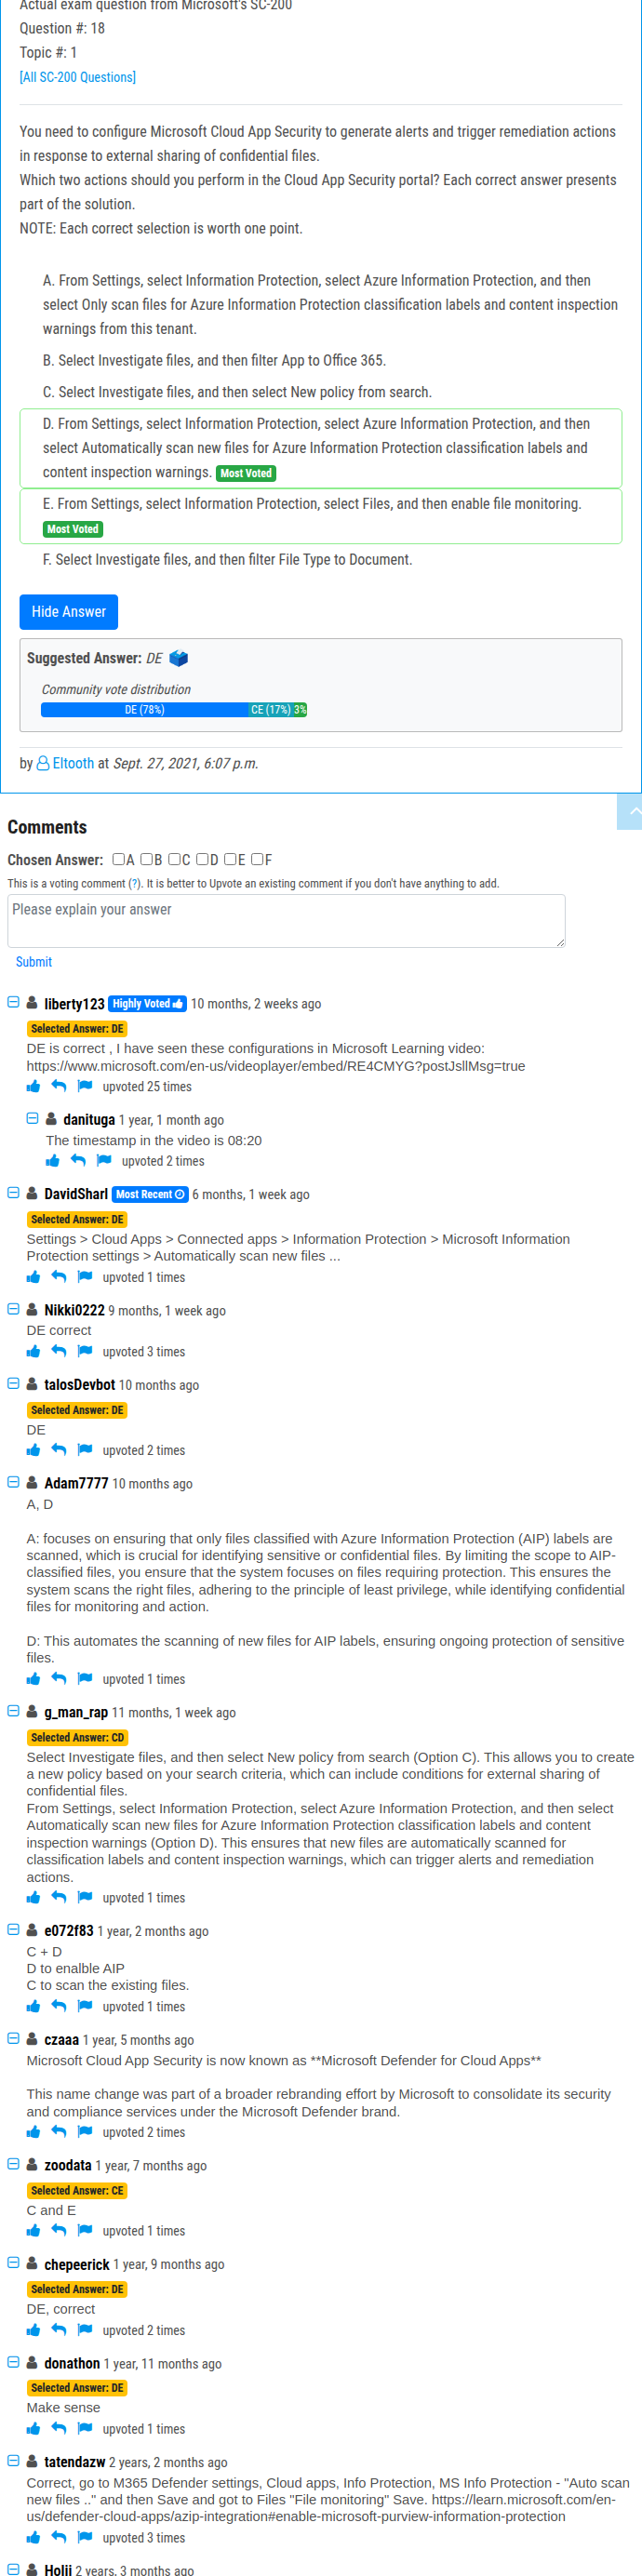 Actual exam question from Microsoft's SC-200
Question #: 18
Topic #: 1
[All SC-200 Questions]
You need to configure Microsoft Cloud App Security to generate alerts and trigger remediation actions
in response to external sharing of confidential files.
Which two actions should you perform in the Cloud App Security portal? Each correct answer presents
part of the solution.
NOTE: Each correct selection is worth one point.
A. From Settings, select Information Protection, select Azure Information Protection, and then
select Only scan files for Azure Information Protection classification labels and content inspection
warnings from this tenant.
B. Select Investigate files, and then filter App to Office 365.
C. Select Investigate files, and then select New policy from search.
D. From Settings, select Information Protection, select Azure Information Protection, and then
select Automatically scan new files for Azure Information Protection classification labels and
content inspection warnings. Most Voted
E. From Settings, select Information Protection, select Files, and then enable file monitoring.
Most Voted
F. Select Investigate files, and then filter File Type to Document.
Hide Answer
Suggested Answer: DE
Community vote distribution
DE (78%) CE (17%) 3%
by Eltooth at Sept. 27, 2021, 6:07 p.m.
Comments
Chosen Answer: A B C D E F
This is a voting comment (?). It is better to Upvote an existing comment if you don't have anything to add.
Please explain your answer
Submit
liberty123 Highly Voted 10 months, 2 weeks ago
Selected Answer: DE
DE is correct , I have seen these configurations in Microsoft Learning video:
https://www.microsoft.com/en-us/videoplayer/embed/RE4CMYG?postJsllMsg=true
upvoted 25 times
danituga 1 year, 1 month ago
The timestamp in the video is 08:20
upvoted 2 times
DavidSharl Most Recent 6 months, 1 week ago
Selected Answer: DE
Settings > Cloud Apps > Connected apps > Information Protection > Microsoft Information
Protection settings > Automatically scan new files ...
upvoted 1 times
Nikki0222 9 months, 1 week ago
DE correct
upvoted 3 times
talosDevbot 10 months ago
Selected Answer: DE
DE
upvoted 2 times
Adam7777 10 months ago
A, D
A: focuses on ensuring that only files classified with Azure Information Protection (AIP) labels are
scanned, which is crucial for identifying sensitive or confidential files. By limiting the scope to AIP-
classified files, you ensure that the system focuses on files requiring protection. This ensures the
system scans the right files, adhering to the principle of least privilege, while identifying confidential
files for monitoring and action.
D: This automates the scanning of new files for AIP labels, ensuring ongoing protection of sensitive
files.
upvoted 1 times
g_man_rap 11 months, 1 week ago
Selected Answer: CD
Select Investigate files, and then select New policy from search (Option C). This allows you to create
a new policy based on your search criteria, which can include conditions for external sharing of
confidential files.
From Settings, select Information Protection, select Azure Information Protection, and then select
Automatically scan new files for Azure Information Protection classification labels and content
inspection warnings (Option D). This ensures that new files are automatically scanned for
classification labels and content inspection warnings, which can trigger alerts and remediation
actions.
upvoted 1 times
e072f83 1 year, 2 months ago
C + D
D to enalble AIP
C to scan the existing files.
upvoted 1 times
czaaa 1 year, 5 months ago
Microsoft Cloud App Security is now known as **Microsoft Defender for Cloud Apps**
This name change was part of a broader rebranding effort by Microsoft to consolidate its security
and compliance services under the Microsoft Defender brand.
upvoted 2 times
zoodata 1 year, 7 months ago
Selected Answer: CE
C and E
upvoted 1 times
chepeerick 1 year, 9 months ago
Selected Answer: DE
DE, correct
upvoted 2 times
donathon 1 year, 11 months ago
Selected Answer: DE
Make sense
upvoted 1 times
tatendazw 2 years, 2 months ago
Correct, go to M365 Defender settings, Cloud apps, Info Protection, MS Info Protection - "Auto scan
new files .." and then Save and got to Files "File monitoring" Save. https://learn.microsoft.com/en-
us/defender-cloud-apps/azip-integration#enable-microsoft-purview-information-protection
upvoted 3 times
Holii 2 years, 3 months ago